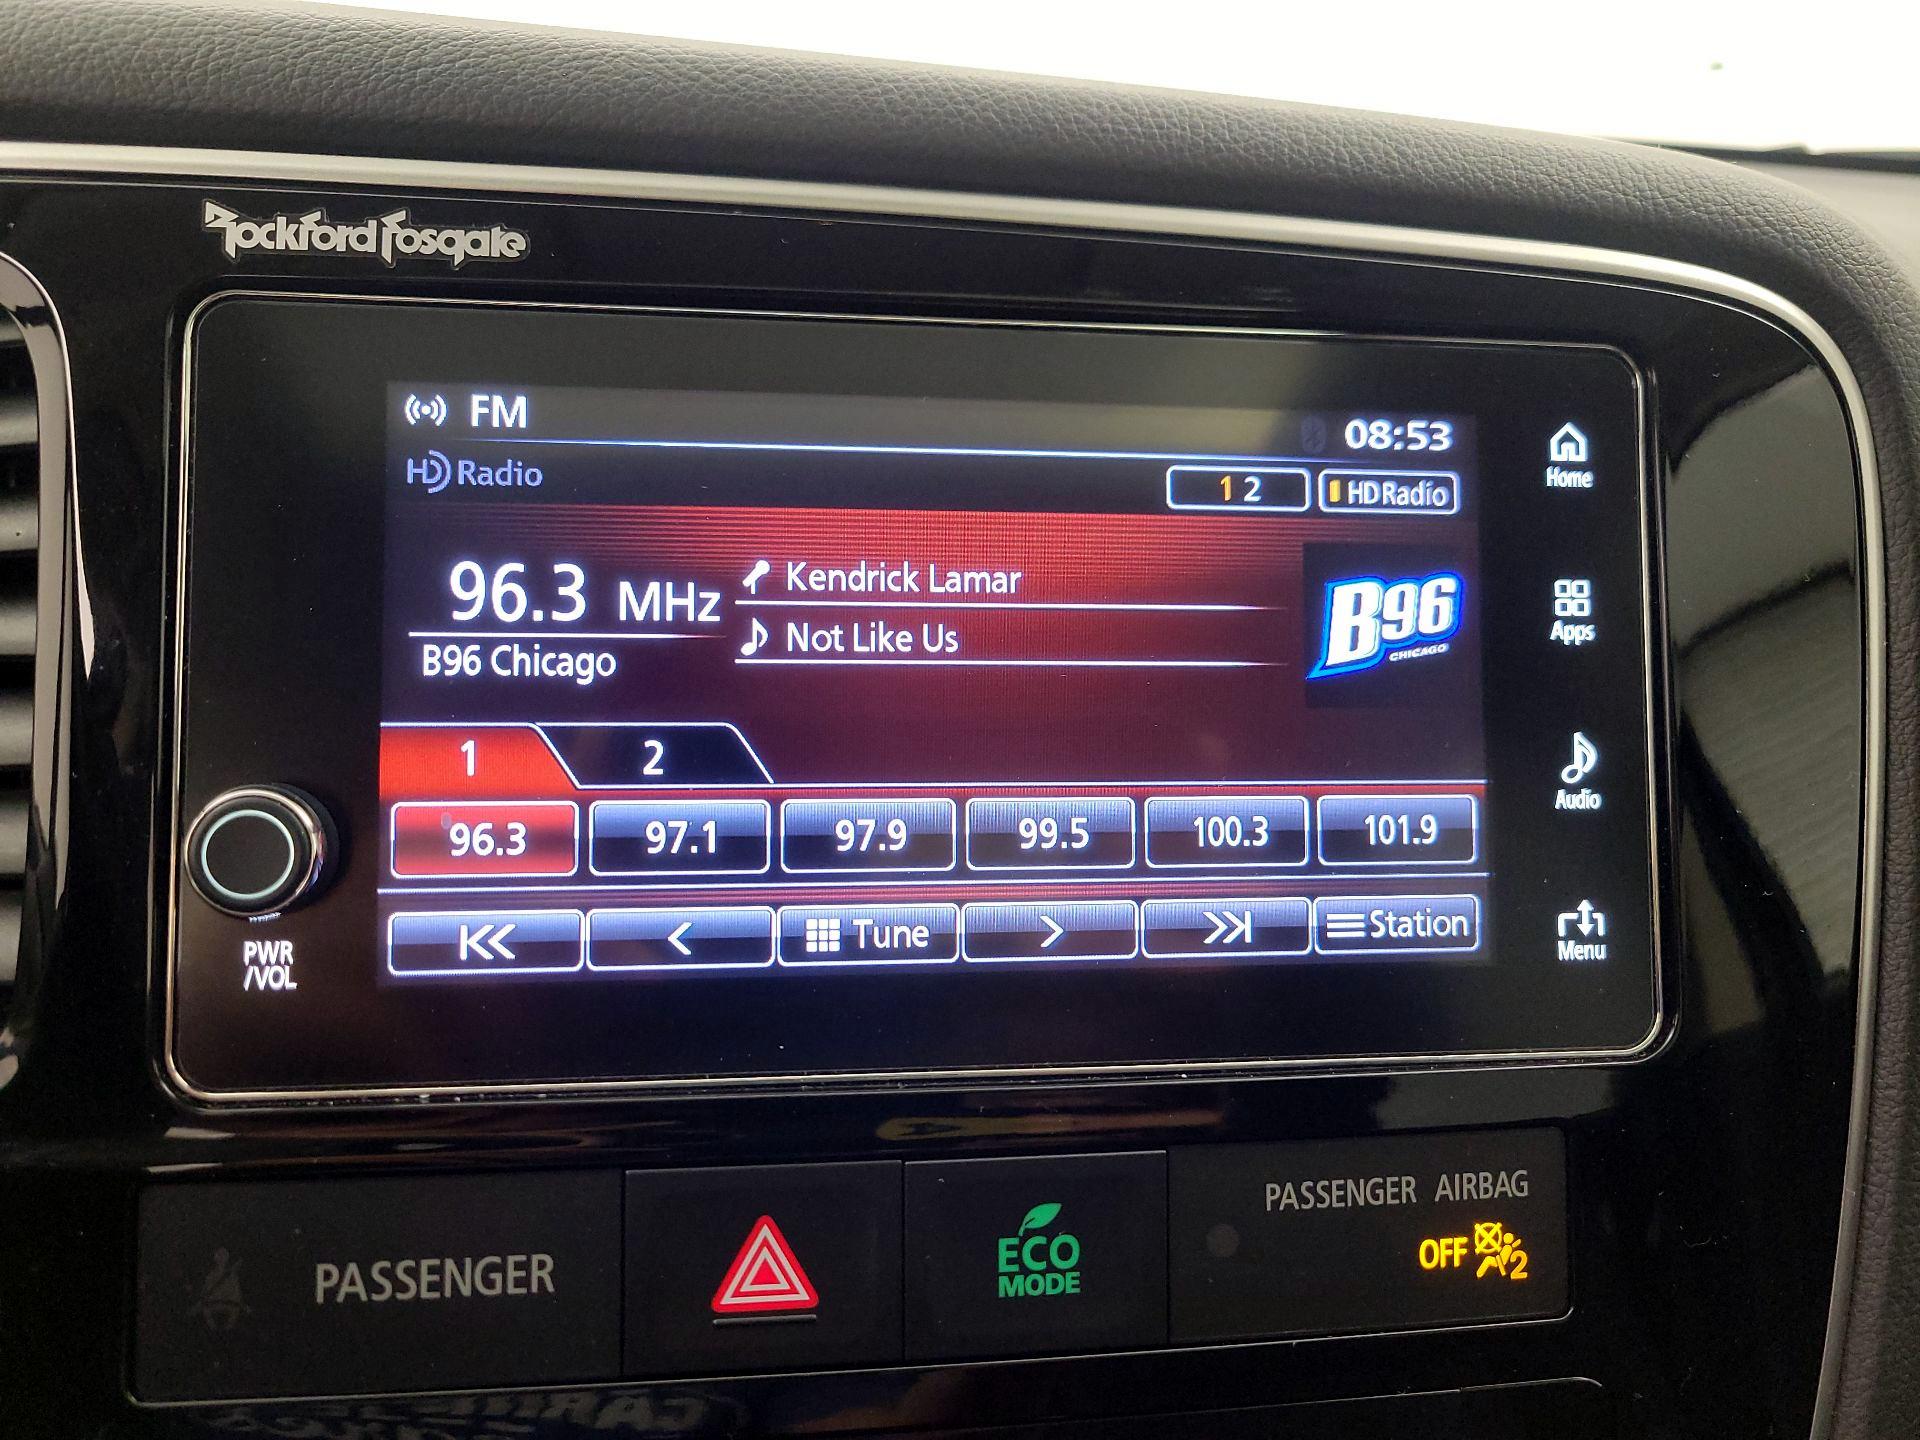 Rockford Fosgate
FM
08:53
HD Radio
1 2
HD Radio
96.3 MHz
B96 Chicago
Kendrick Lamar
Not Like Us
B96
CHICAGO
1
2
96.3
97.1
97.9
99.5
100.3
101.9
Tune
Station
Home
Apps
Audio
Menu
PWR
/VOL
PASSENGER
ECO
MODE
PASSENGER AIRBAG
OFF
2